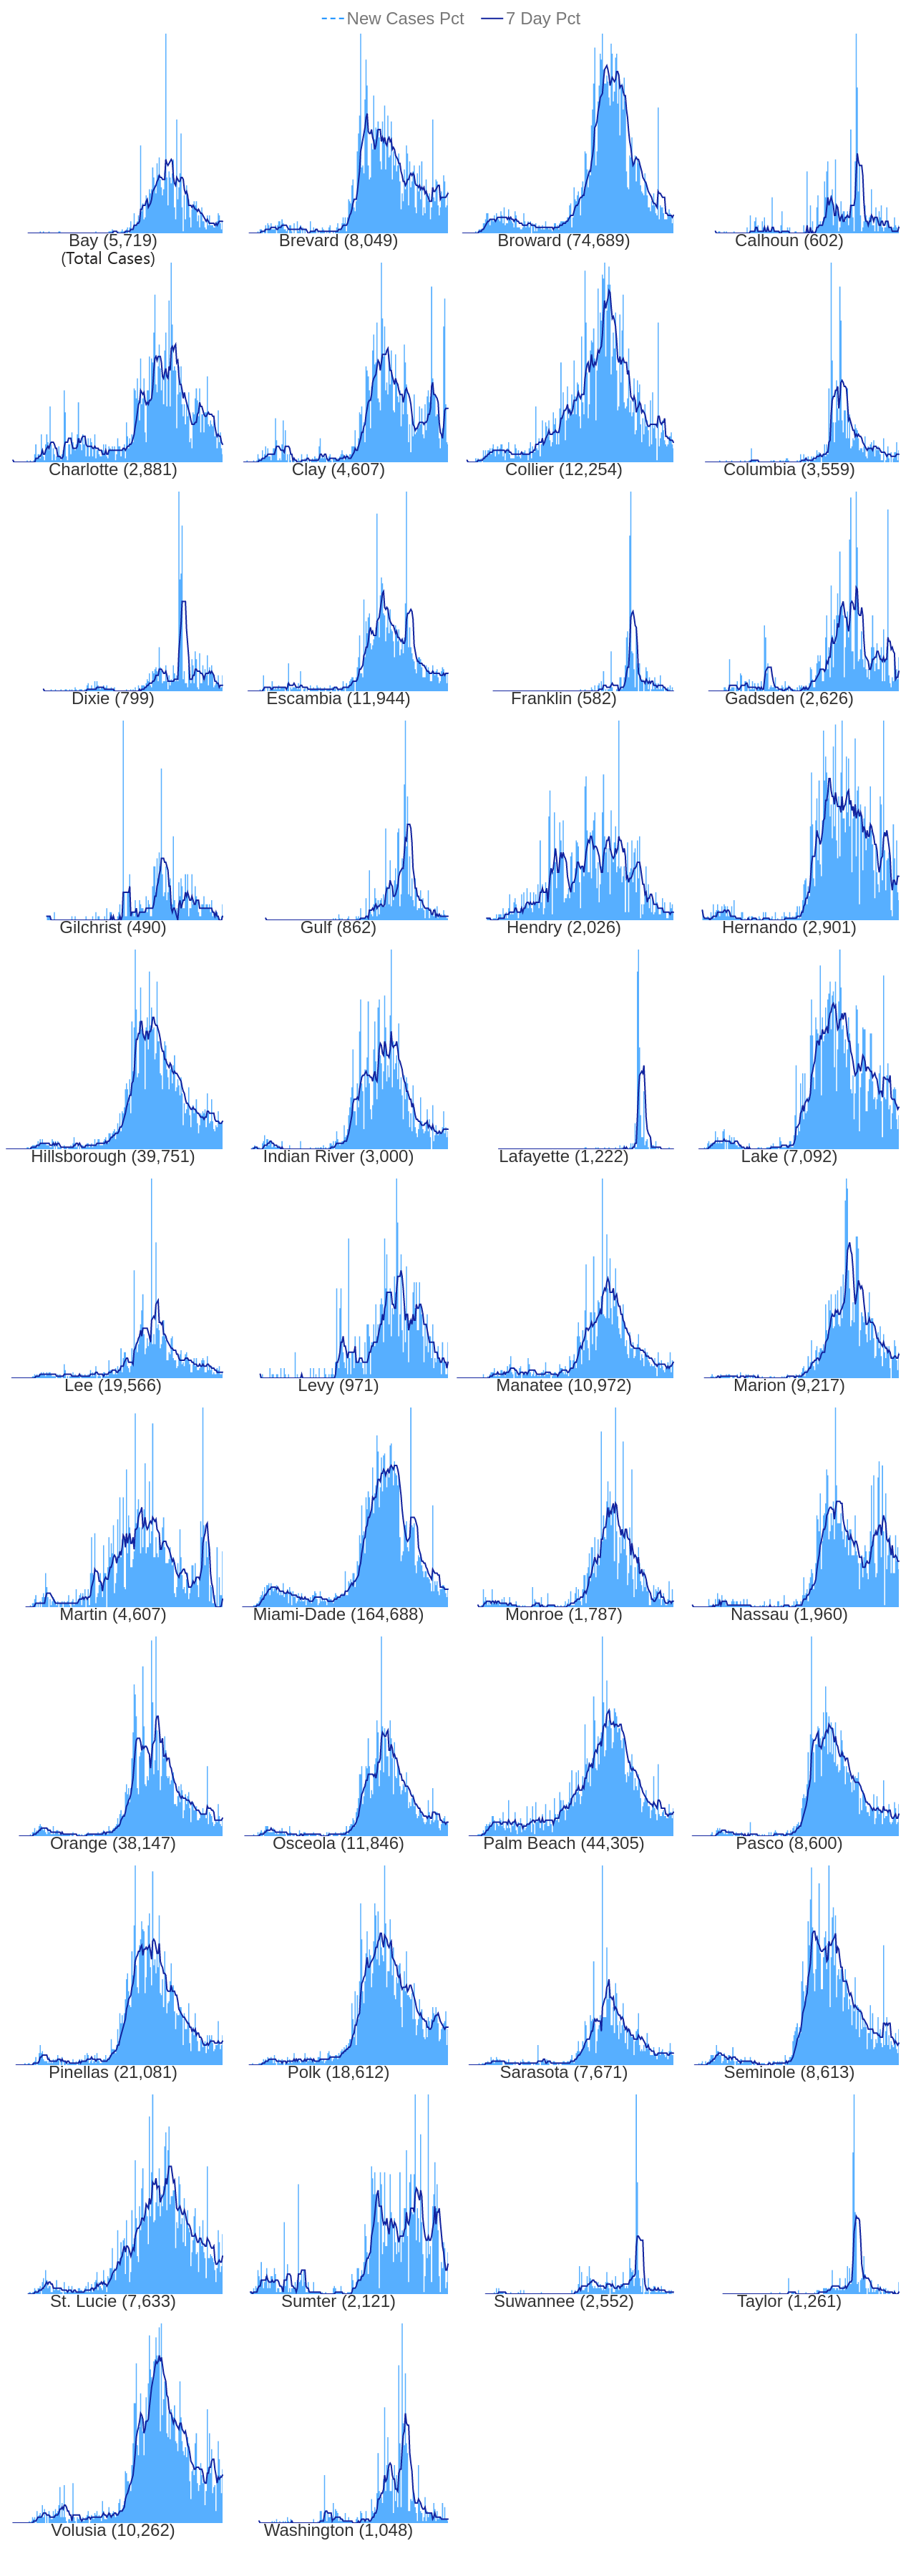 New Cases Pct 7 Day Pct
Bay (5,719) Brevard (8,049) Broward (74,689) Calhoun (602)
(Total Cases)
Charlotte (2,881) Clay (4,607) Collier (12,254) Columbia (3,559)
Dixie (799) Escambia (11,944) Franklin (582) Gadsden (2,626)
Gilchrist (490) Gulf (862) Hendry (2,026) Hernando (2,901)
Hillsborough (39,751) Indian River (3,000) Lafayette (1,222) Lake (7,092)
Lee (19,566) Levy (971) Manatee (10,972) Marion (9,217)
Martin (4,607) Miami-Dade (164,688) Monroe (1,787) Nassau (1,960)
Orange (38,147) Osceola (11,846) Palm Beach (44,305) Pasco (8,600)
Pinellas (21,081) Polk (18,612) Sarasota (7,671) Seminole (8,613)
St. Lucie (7,633) Sumter (2,121) Suwannee (2,552) Taylor (1,261)
Volusia (10,262) Washington (1,048)